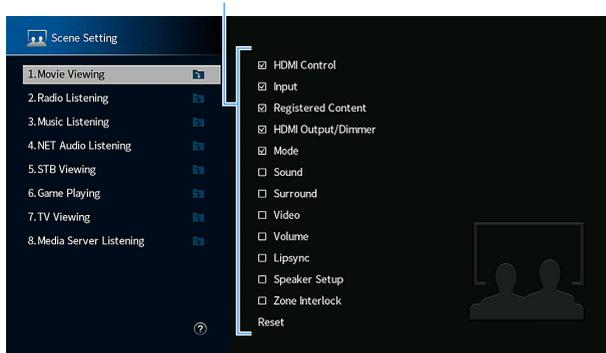 Scene Setting
1.Movie Viewing
2.Radio Listening
3.Music Listening
4.NET Audio Listening
5.STB Viewing
6.Game Playing
7.TV Viewing
8.Media Server Listening
?
HDMI Control
Input
Registered Content
HDMI Output/Dimmer
Mode
Sound
Surround
Video
Volume
Lipsync
Speaker Setup
Zone Interlock
Reset